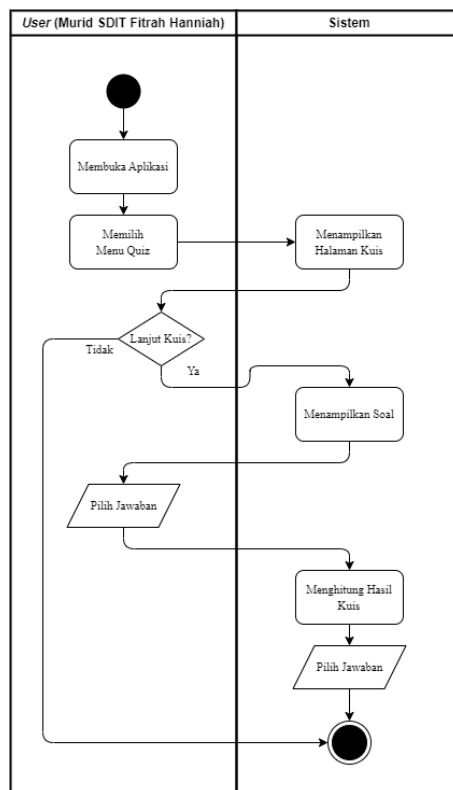 User (Murid SDIT Fitrah Hanniah)
Sistem
Membuka Aplikasi
Memilih
Menu Quiz
Menampilkan
Halaman Kuis
Lanjut Kuis?
Tidak
Ya
Menampilkan Soal
Pilih Jawaban
Menghitung Hasil
Kuis
Pilih Jawaban